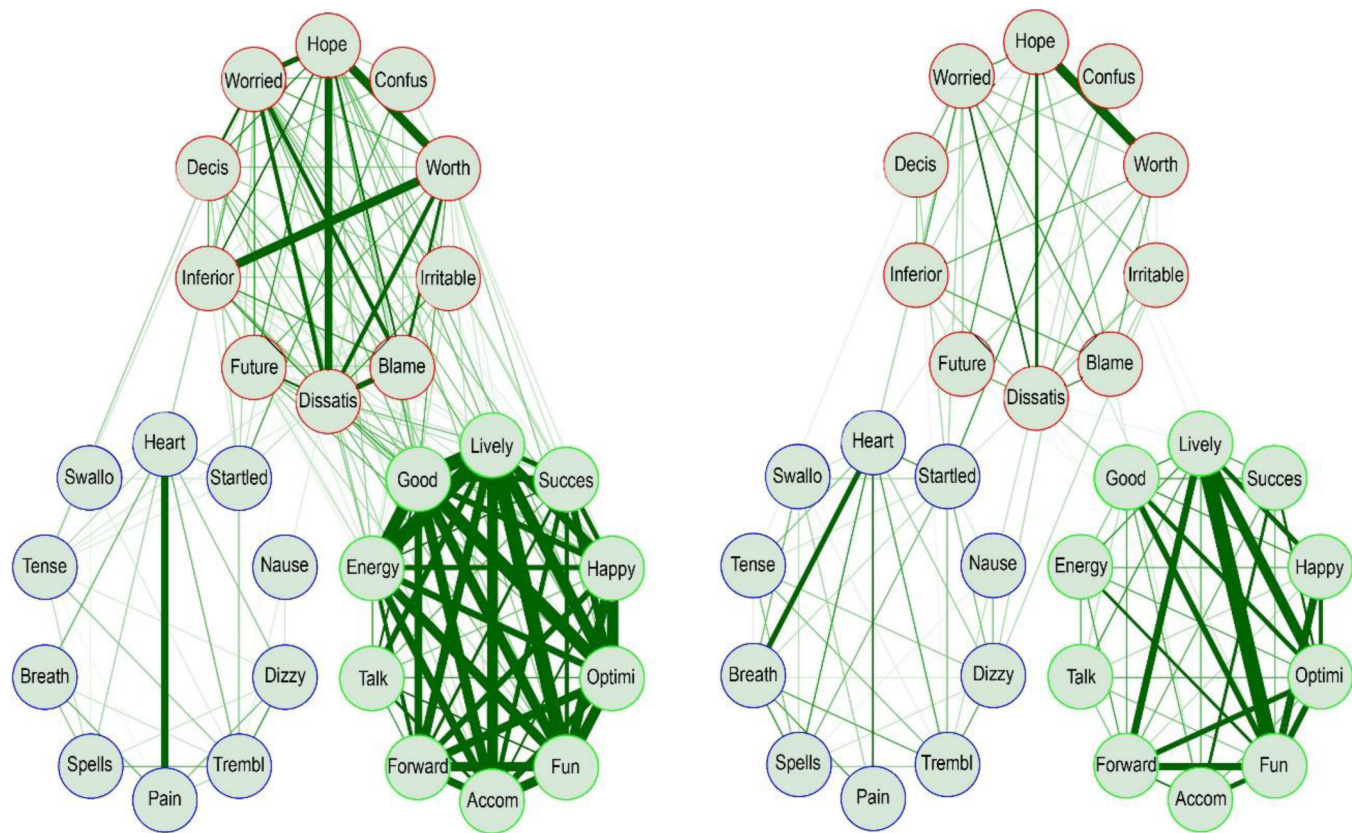 Hope
Worried
Confus
Decis
Worth
Inferior
Irritable
Future
Blame
Dissatis
Heart
Swallo
Startled
Tense
Nause
Breath
Dizzy
Spells
Trembl
Pain
Lively
Good
Succes
Energy
Happy
Talk
Optimi
Forward
Fun
Accom
Hope
Worried
Confus
Decis
Worth
Inferior
Irritable
Future
Blame
Dissatis
Heart
Swallo
Startled
Tense
Nause
Breath
Dizzy
Spells
Trembl
Pain
Lively
Good
Succes
Energy
Happy
Talk
Optimi
Forward
Fun
Accom